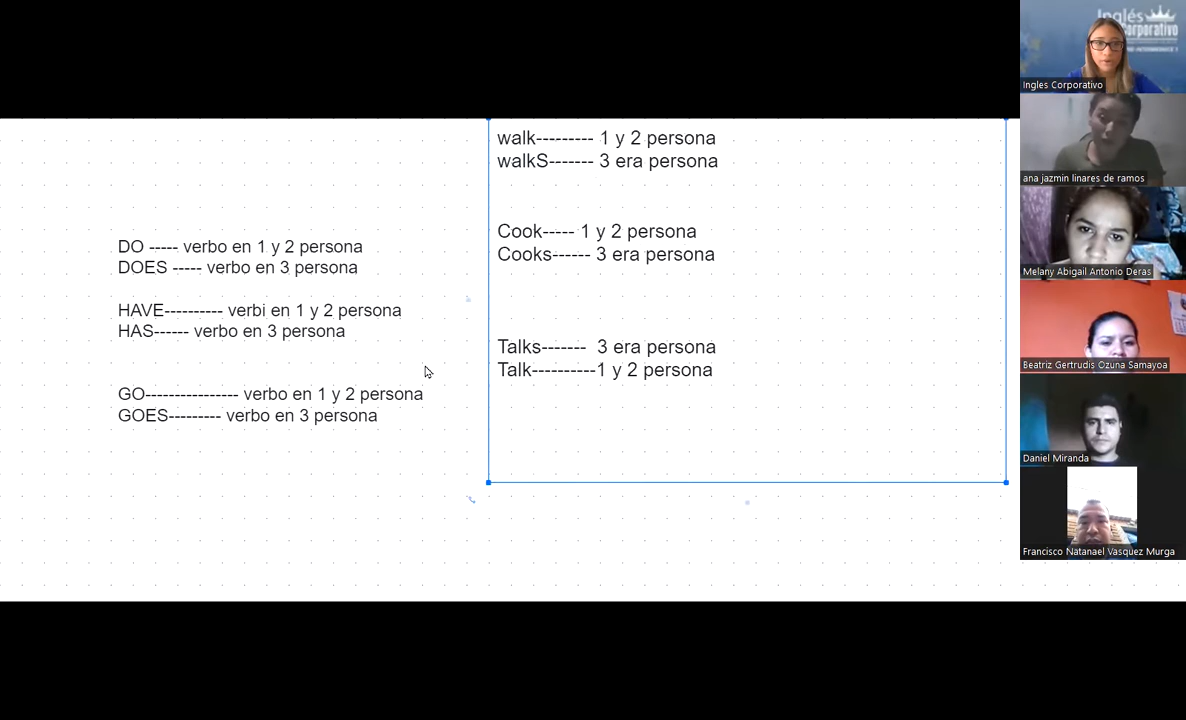 DO ----- verbo en 1 y 2 persona
DOES ----- verbo en 3 persona
HAVE---------- verbi en 1 y 2 persona
HAS------ verbo en 3 persona
GO---------------- verbo en 1 y 2 persona
GOES--------- verbo en 3 persona
walk--------- 1 y 2 persona
walkS------- 3 era persona
Cook----- 1 y 2 persona
Cooks------ 3 era persona
Talks------- 3 era persona
Talk----------1 y 2 persona
Inglés
Corporativo
Ingles Corporativo
ana jazmin linares de ramos
Melany Abigail Antonio Deras
Beatriz Gertrudis Ozuna Samayoa
Daniel Miranda
Francisco Natanael Vasquez Murga